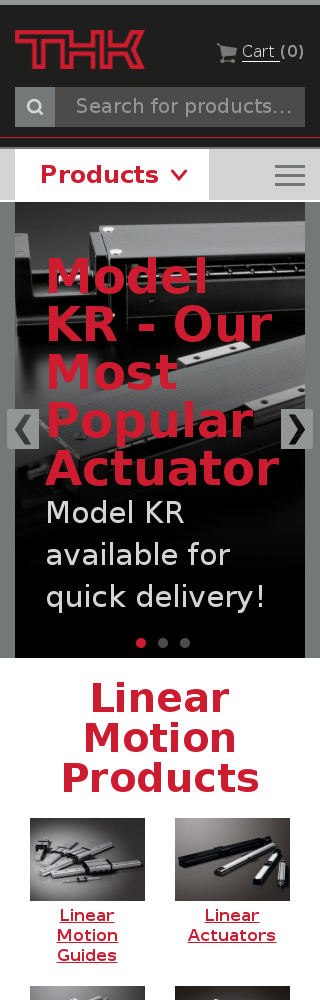 THK
Cart (0)
Search for products...
Products
Model
KR - Our
Most
Popular
Actuator
Model KR
available for
quick delivery!
Linear
Motion
Products
Linear
Motion
Guides
Linear
Actuators